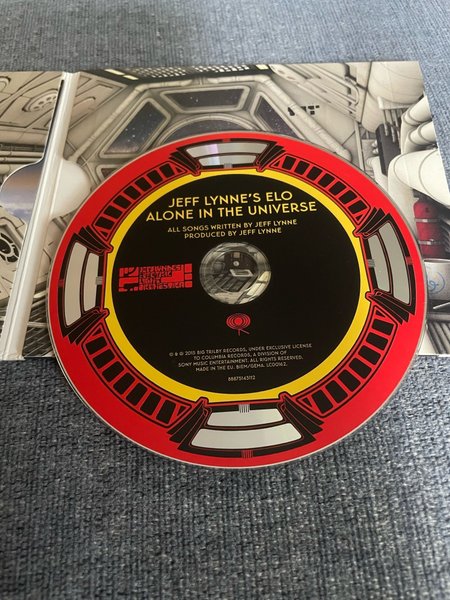 JEFF LYNNE'S ELO
ALONE IN THE UNIVERSE
ALL SONGS WRITTEN BY JEFF LYNNE
PRODUCED BY JEFF LYNNE
℗ & © 2015 BIG TRILBY RECORDS, UNDER EXCLUSIVE LICENSE
TO COLUMBIA RECORDS, A DIVISION OF
SONY MUSIC ENTERTAINMENT. ALL RIGHTS RESERVED.
MADE IN THE EU. BIEM/GEMA. LC00162.
88875145112